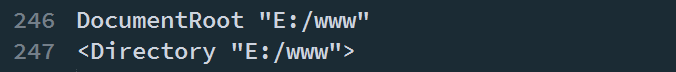 246 DocumentRoot "E:/www"
247 <Directory "E:/www">